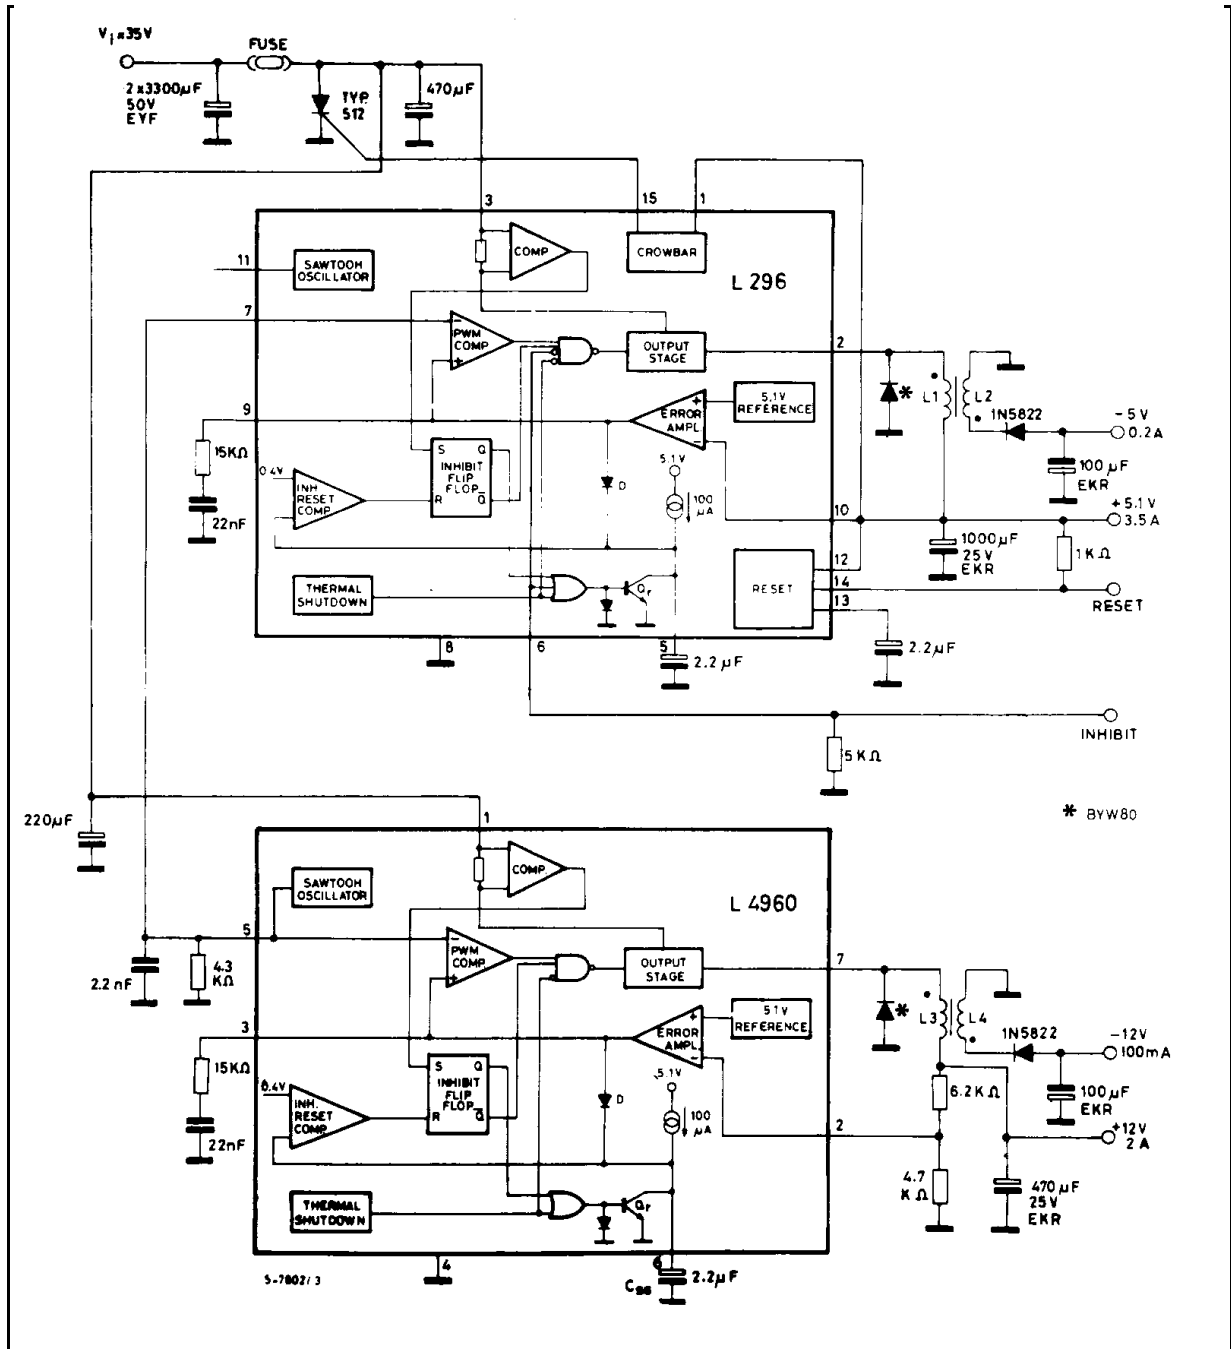 Vi=35V
FUSE
2x3300µF
50V
EYF
TYP
512
470µF
3
15
1
SAWTOOH
OSCILLATOR
COMP
CROWBAR
L 296
11
7
PWM
COMP
OUTPUT
STAGE
2
9
ERROR
AMPL.
5.1V
REFERENCE
L1
L2
1N5822
-5V
0.2A
100µF
EKR
15KΩ
22nF
0.4V
INH.
RESET
COMP.
S
Q
INHIBIT
FLIP
FLOP
R
Q
D
5.1V
100
µA
10
+5.1V
3.5A
1000µF
25V
EKR
1KΩ
12
14
13
RESET
RESET
THERMAL
SHUTDOWN
Qr
8
6
5
2.2µF
2.2µF
INHIBIT
5KΩ
* BYW80
220µF
1
SAWTOOH
OSCILLATOR
COMP.
L 4960
5
2.2nF
4.3
KΩ
PWM
COMP.
OUTPUT
STAGE
7
3
ERROR
AMPL.
5.1V
REFERENCE
L3
L4
1N5822
-12V
100mA
100µF
EKR
15KΩ
22nF
0.4V
INH.
RESET
COMP.
S
Q
INHIBIT
FLIP
FLOP
R
Q
D
5.1V
100
µA
6.2KΩ
2
+12V
2A
4.7
KΩ
470µF
25V
EKR
THERMAL
SHUTDOWN
Qr
4
6
Css
2.2µF
S-7802/3